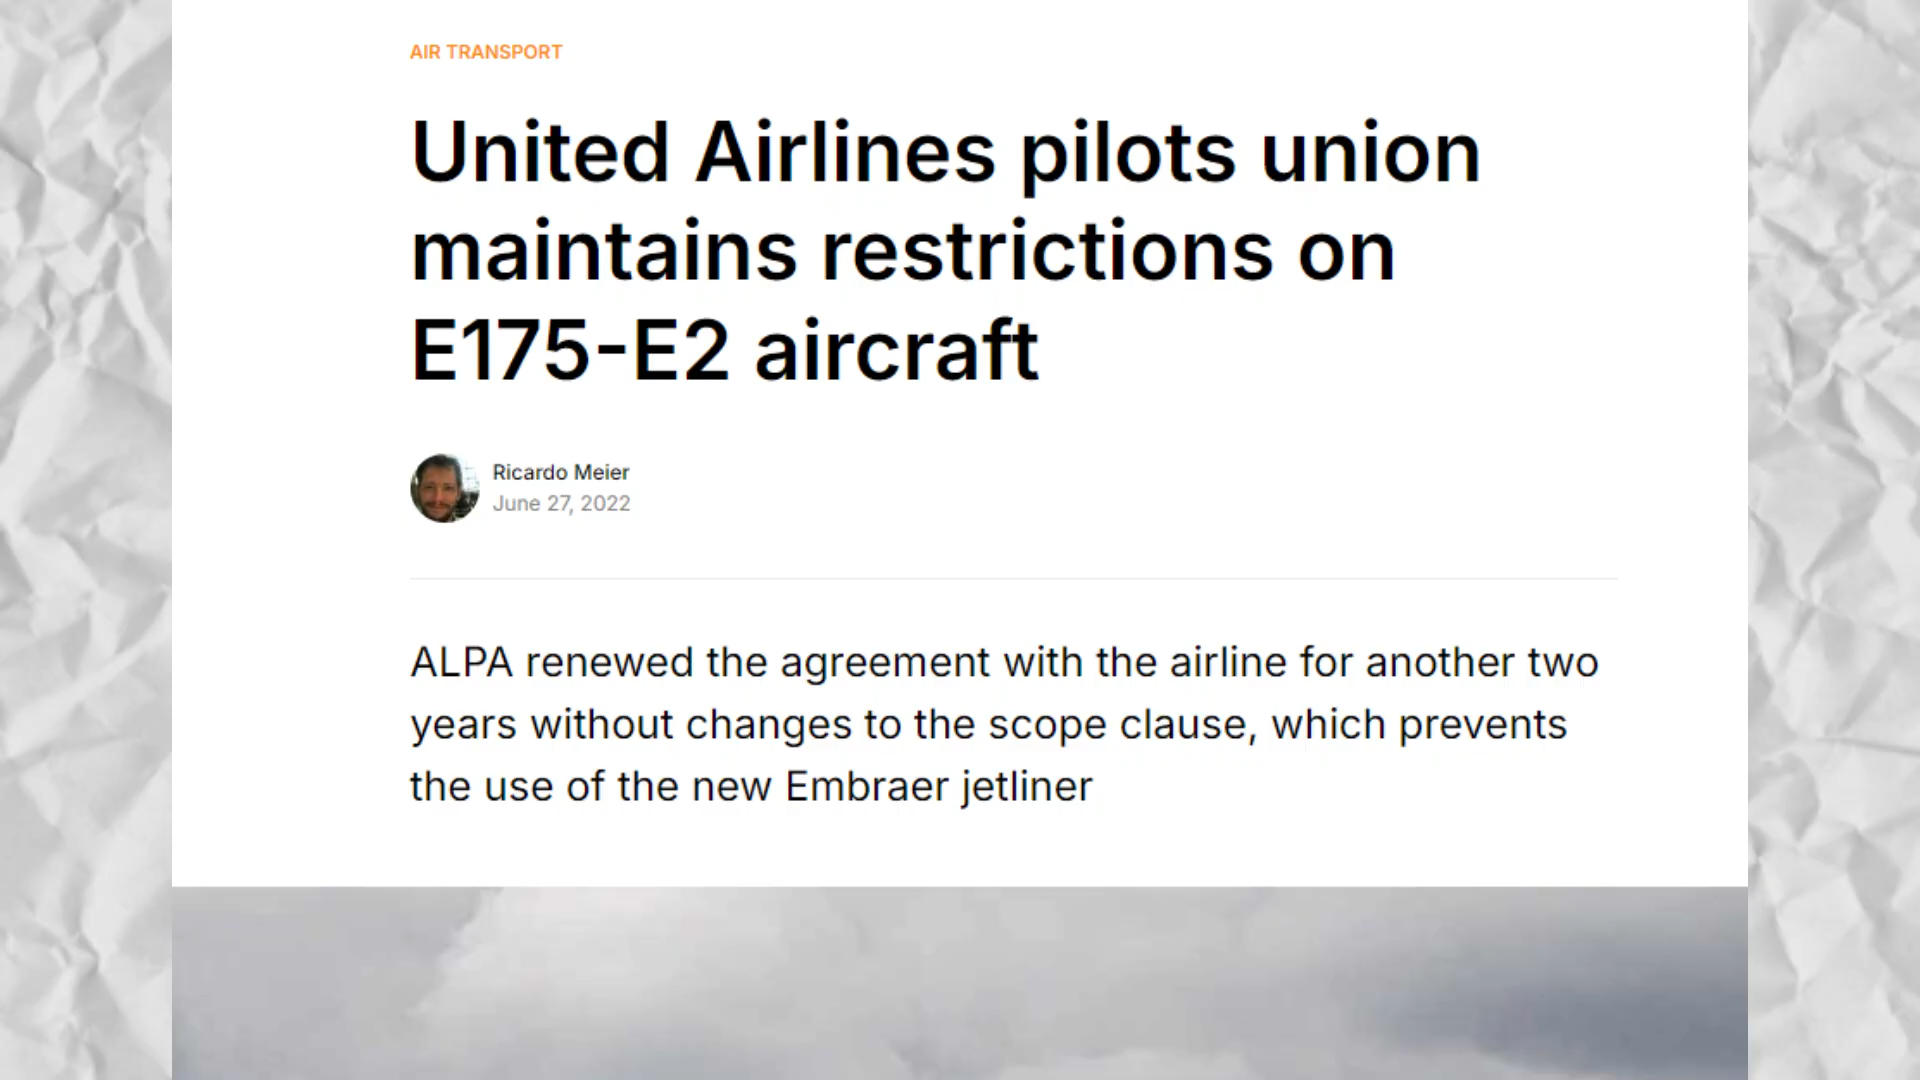 AIR TRANSPORT
United Airlines pilots union
maintains restrictions on
E175-E2 aircraft
Ricardo Meier
June 27, 2022
ALPA renewed the agreement with the airline for another two
years without changes to the scope clause, which prevents
the use of the new Embraer jetliner